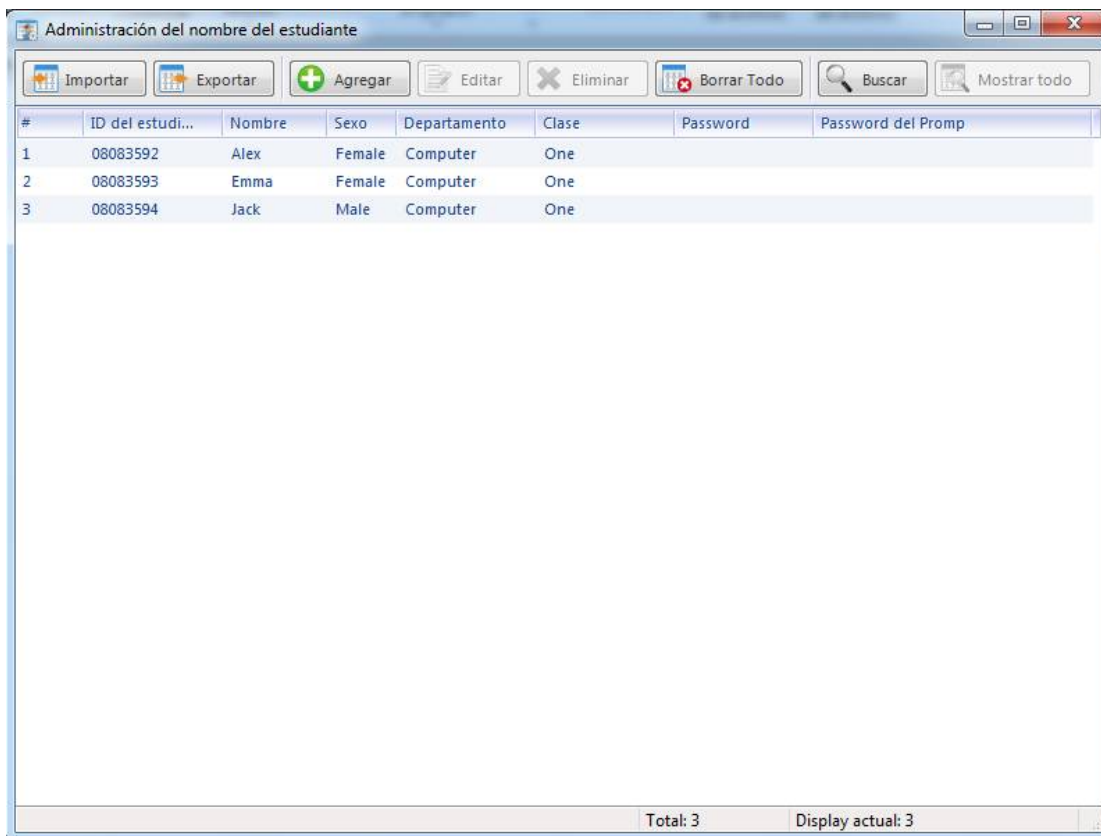 Administración del nombre del estudiante
Importar Exportar Agregar Editar Eliminar Borrar Todo Buscar Mostrar todo
# ID del estudi... Nombre Sexo Departamento Clase Password Password del Promp
1 08083592 Alex Female Computer One
2 08083593 Emma Female Computer One
3 08083594 Jack Male Computer One
Total: 3 Display actual: 3